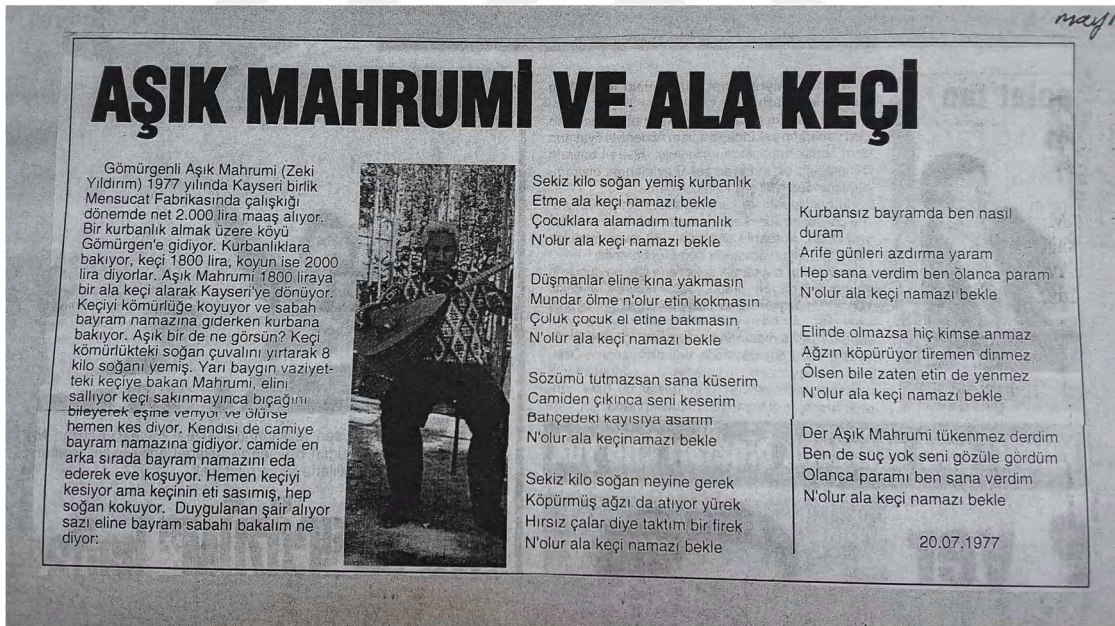 mayı
AŞIK MAHRUMİ VE ALA KEÇİ
Gömürgenli Aşık Mahrumi (Zeki
Yıldırım) 1977 yılında Kayseri birlik
Mensucat Fabrikasında çalışkığı
dönemde net 2.000 lira maaş alıyor.
Bir kurbanlık almak üzere köyü
Gömürgen'e gidiyor. Kurbanlıklara
bakıyor, keçi 1800 lira, koyun ise 2000
lira diyorlar. Aşık Mahrumi 1800 liraya
bir ala keçi alarak Kayseri'ye dönüyor.
Keçiyi kömürlüğe koyuyor ve sabah
bayram namazına giderken kurbana
bakıyor. Aşık bir de ne görsün? Keçi
kömürlükteki soğan çuvalını yırtarak 8
kilo soğanı yemiş. Yarı baygın vaziyet-
teki keçiye bakan Mahrumi, elini
sallıyor keçi sakınmayınca bıçağını
bileyerek eşine veriyor ve ölürse
hemen kes diyor. Kendisi de camiye
bayram namazına gidiyor. camide en
arka sırada bayram namazını eda
ederek eve koşuyor. Hemen keçiyi
kesiyor ama keçinin eti sasımış, hep
soğan kokuyor. Duygulanan şair alıyor
sazı eline bayram sabahı bakalım ne
diyor:
Sekiz kilo soğan yemiş kurbanlık
Etme ala keçi namazı bekle
Çocuklara alamadım tumanlık
N'olur ala keçi namazı bekle
Düşmanlar eline kına yakmasın
Mundar ölme n'olur etin kokmasın
Çoluk çocuk el etine bakmasın
N'olur ala keçi namazı bekle
Sözümü tutmazsan sana küserim
Camiden çıkınca seni keserim
Bahçedeki kayısıya asarım
N'olur ala keçinamazı bekle
Sekiz kilo soğan neyine gerek
Köpürmüş ağzı da atıyor yürek
Hırsız çalar diye taktım bir firek
N'olur ala keçi namazı bekle
Kurbansız bayramda ben nasıl
duram
Arife günleri azdırma yaram
Hep sana verdim ben olanca param
N'olur ala keçi namazı bekle
Elinde olmazsa hiç kimse anmaz
Ağzın köpürüyor tiremen dinmez
Ölsen bile zaten etin de yenmez
N'olur ala keçi namazı bekle
Der Aşık Mahrumi tükenmez derdim
Ben de suç yok seni gözüle gördüm
Olanca paramı ben sana verdim
N'olur ala keçi namazı bekle
20.07.1977